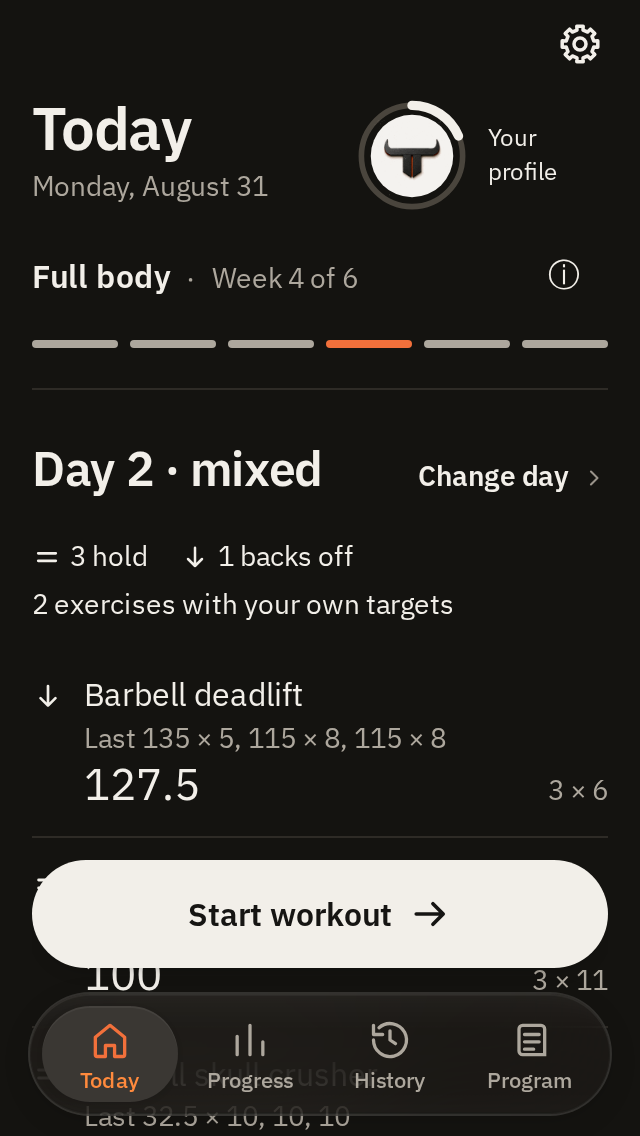 Today
Monday, August 31
Your
profile
Full body · Week 4 of 6
Day 2 · mixed
Change day
= 3 hold ↓ 1 backs off
2 exercises with your own targets
↓ Barbell deadlift
Last 135 × 5, 115 × 8, 115 × 8
127.5
3 × 6
Start workout →
100
3 × 11
skull crusher
Today
Progress
History
Program
Last 32.5 × 10, 10, 10